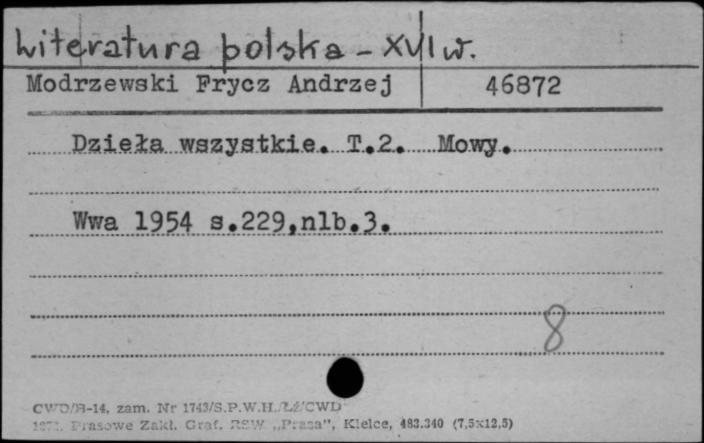 Literatura polska - XVI w.
Modrzewski Frycz Andrzej 46872
Dzieła wszystkie. T.2. Mowy.
Wwa 1954 s.229,nlb.3.
8
CWD/B-14, zam. Nr 1743/S.P.W.H./ŁŹ/CWD
Prasowe Zakł. Graf. RSW „Prasa", Kielce, 483.340 (7,5x12,5)